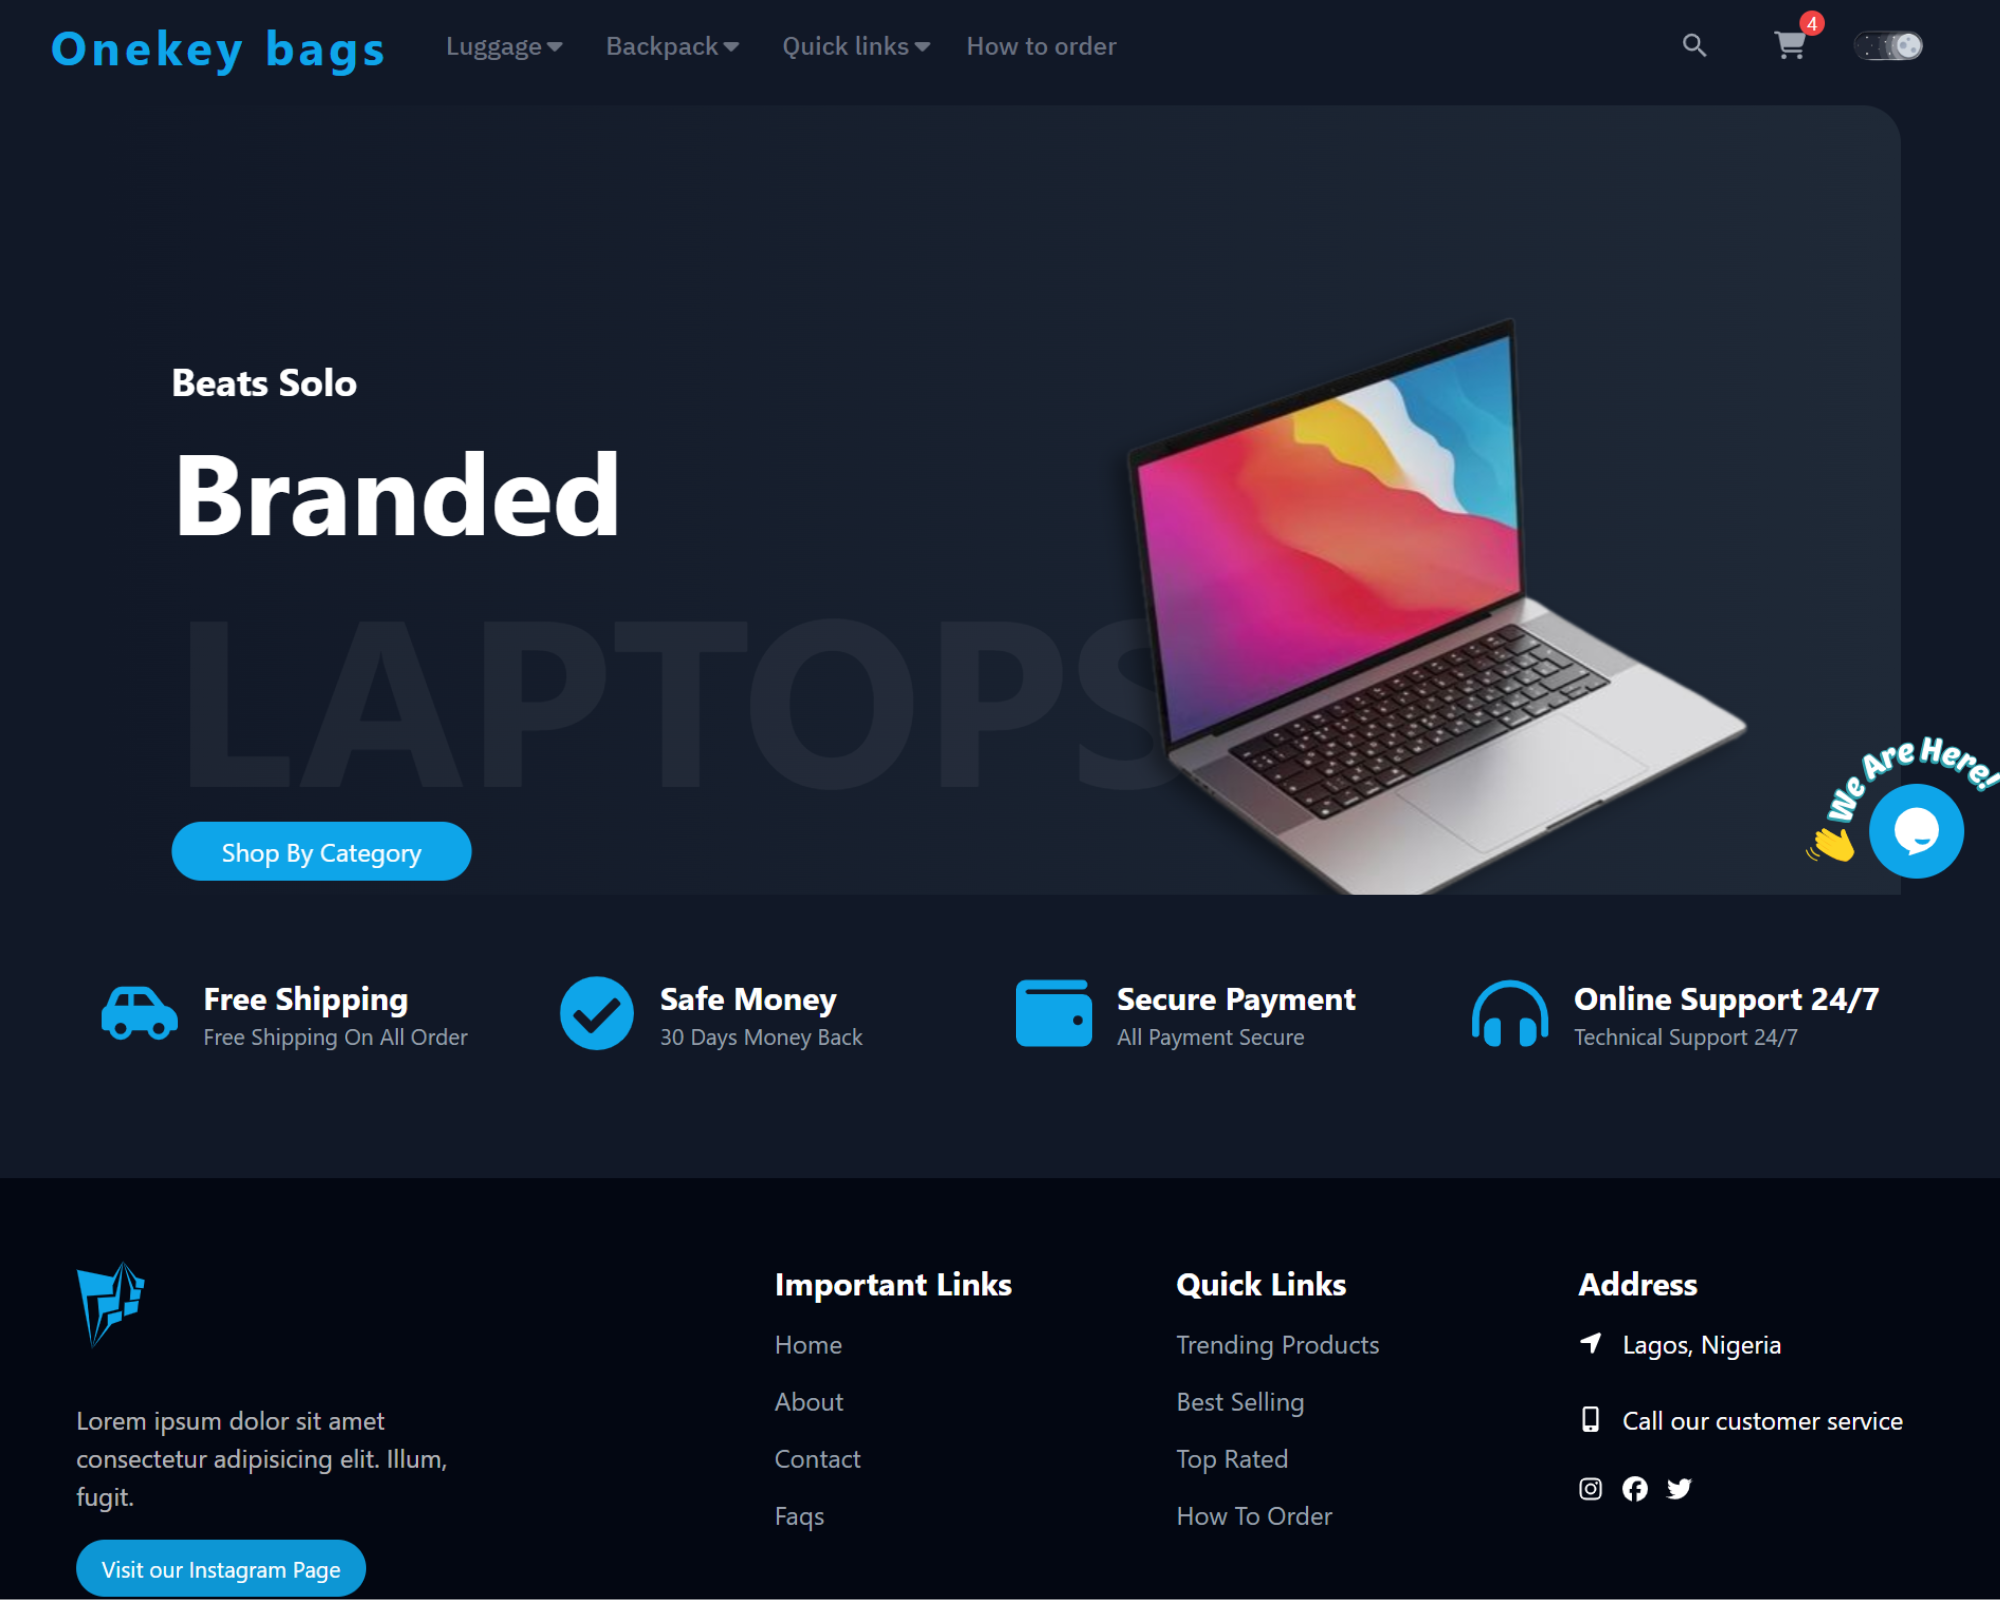 Onekey bags
Luggage
Backpack
Quick links
How to order
4
Beats Solo
Branded
LAPTOPS
Shop By Category
We Are Here!
Free Shipping
Free Shipping On All Order
Safe Money
30 Days Money Back
Secure Payment
All Payment Secure
Online Support 24/7
Technical Support 24/7
Lorem ipsum dolor sit amet
consectetur adipisicing elit. Illum,
fugit.
Visit our Instagram Page
Important Links
Home
About
Contact
Faqs
Quick Links
Trending Products
Best Selling
Top Rated
How To Order
Address
Lagos, Nigeria
Call our customer service